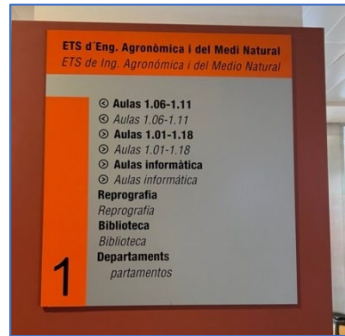 ETS d´Eng. Agronòmica i del Medi Natural
ETS de Ing. Agronómica i del Medio Natural
Aulas 1.06-1.11
Aulas 1.06-1.11
Aulas 1.01-1.18
Aulas 1.01-1.18
Aulas informàtica
Aulas informática
Reprografia
Reprografia
Biblioteca
Biblioteca
Departaments
partamentos
1